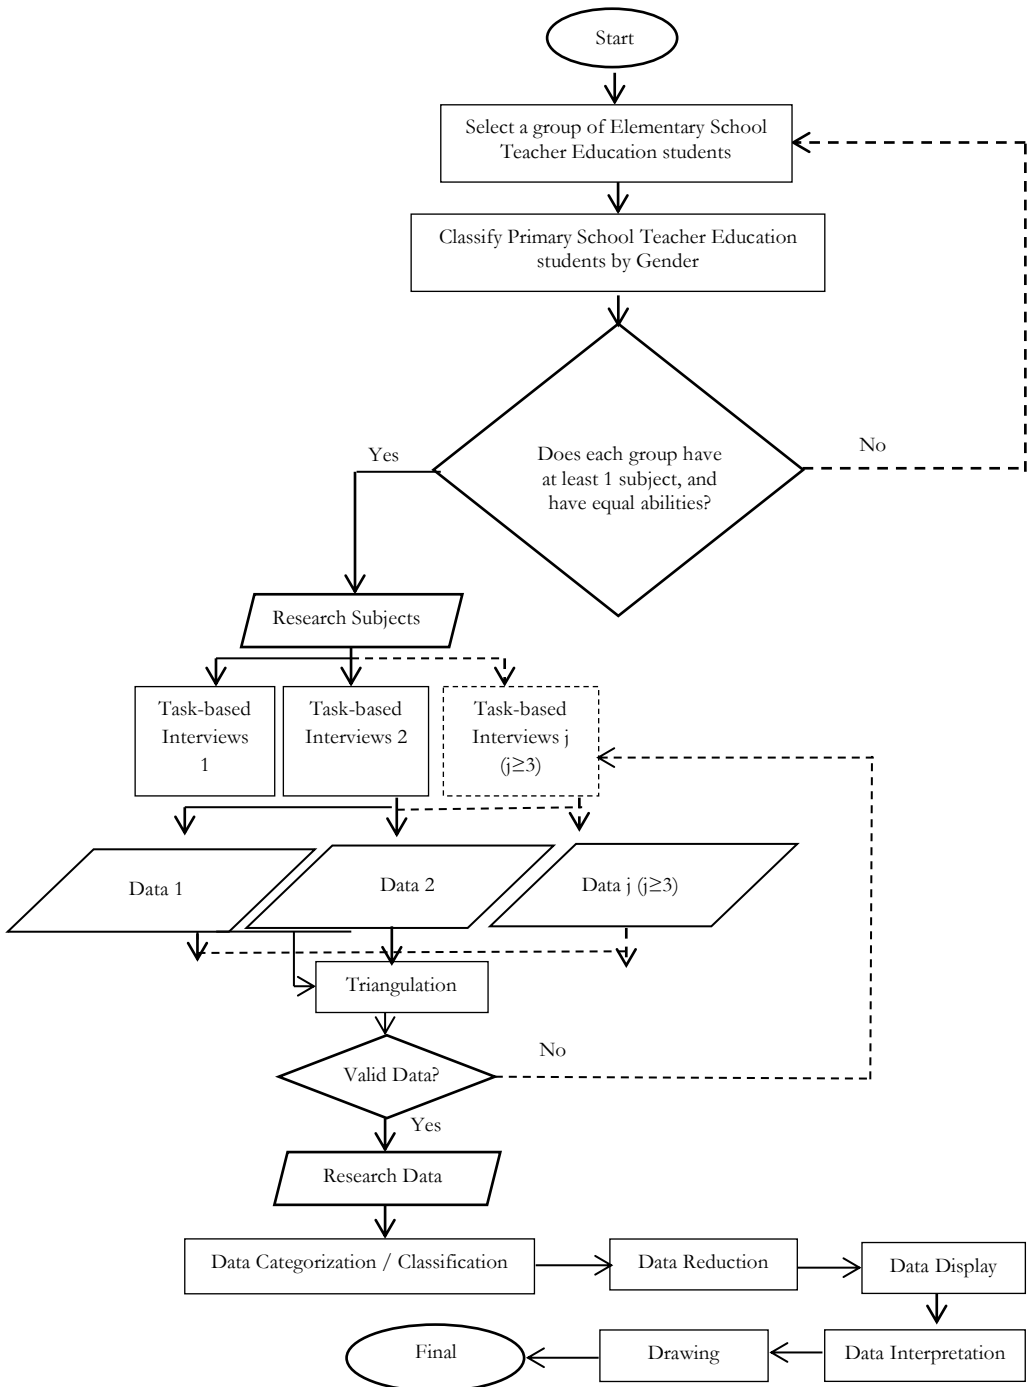 Start
Select a group of Elementary School
Teacher Education students
Classify Primary School Teacher Education
students by Gender
Yes
No
Does each group have
at least 1 subject, and
have equal abilities?
Research Subjects
Task-based
Interviews
1
Task-based
Interviews 2
Task-based
Interviews j
(j≥3)
Data 1
Data 2
Data j (j≥3)
Triangulation
No
Valid Data?
Yes
Research Data
Data Categorization / Classification
Data Reduction
Data Display
Final
Drawing
Data Interpretation